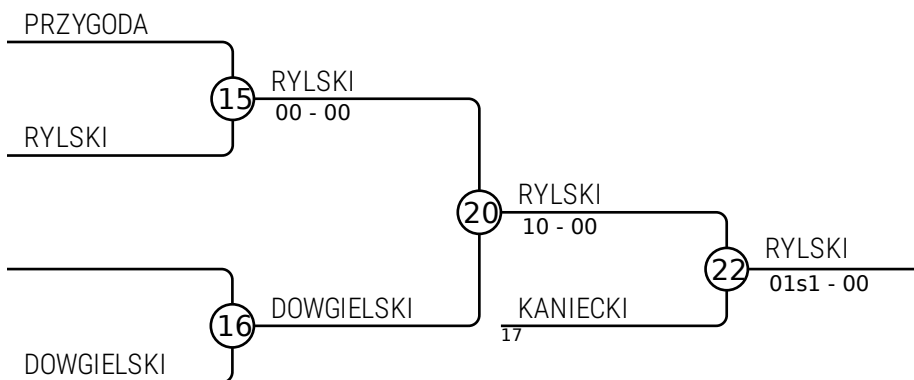 PRZYGODA
15
RYLSKI
00 - 00
RYLSKI
20
RYLSKI
10 - 00
22
RYLSKI
01s1 - 00
16
DOWGIELSKI
KANIECKI
17
DOWGIELSKI